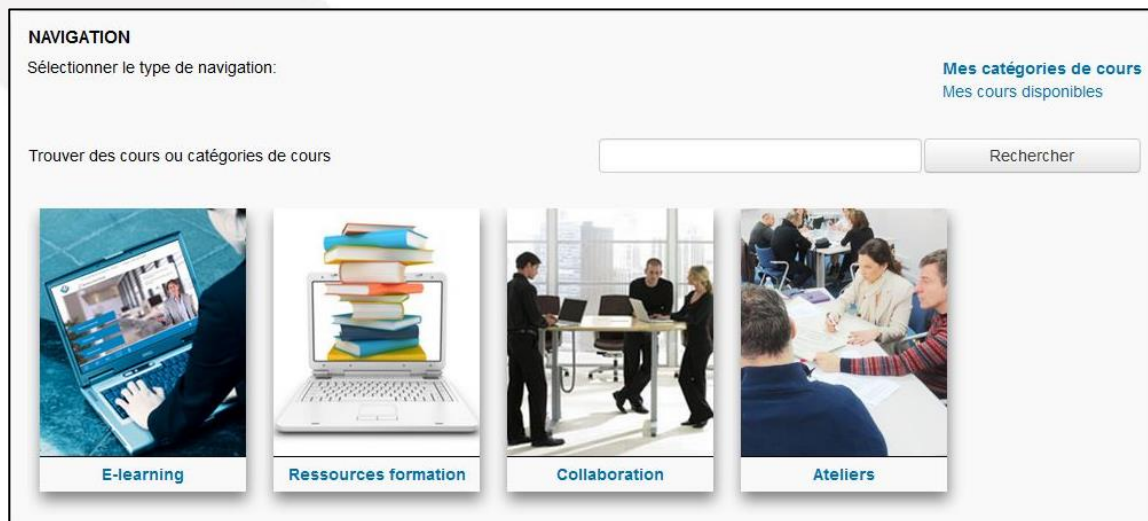 NAVIGATION
Sélectionner le type de navigation:
Mes catégories de cours
Mes cours disponibles
Trouver des cours ou catégories de cours
Rechercher
E-learning
Ressources formation
Collaboration
Ateliers